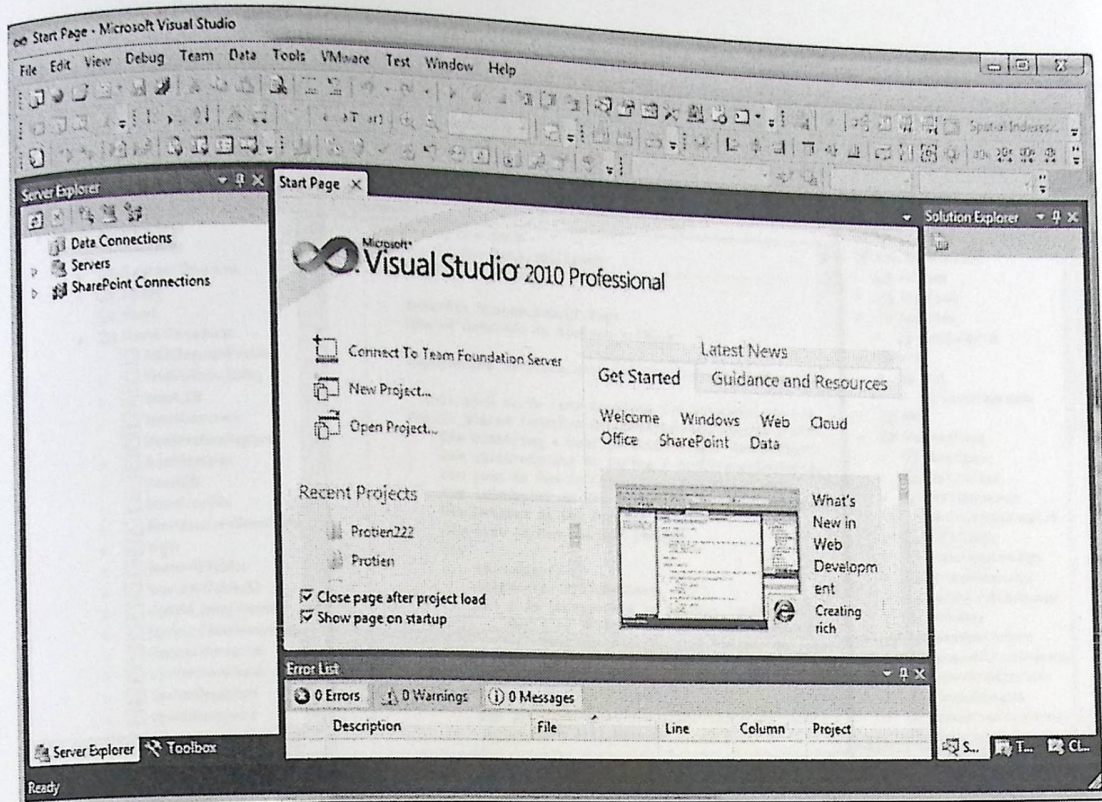 Start Page - Microsoft Visual Studio
File Edit View Debug Team Data Tools VMware Test Window Help
Spatial Indexes...
Server Explorer
Data Connections
Servers
SharePoint Connections
Start Page
Microsoft
Visual Studio 2010 Professional
Connect To Team Foundation Server
New Project...
Open Project...
Recent Projects
Protien222
Protien
Close page after project load
Show page on startup
Latest News
Get Started Guidance and Resources
Welcome Windows Web Cloud
Office SharePoint Data
What's
New in
Web
Developm
ent
Creating
rich
Solution Explorer
Error List
0 Errors 0 Warnings 0 Messages
Description File Line Column Project
Server Explorer Toolbox
S... T... Cl...
Ready